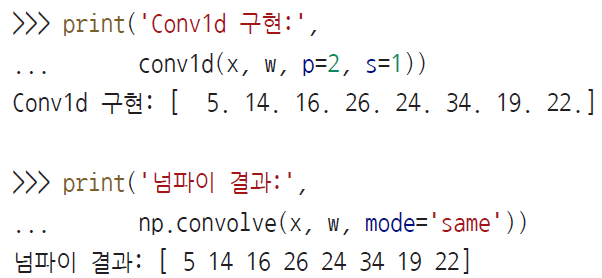 >>> print('Conv1d 구현:',
...       conv1d(x, w, p=2, s=1))
Conv1d 구현: [  5. 14. 16. 26. 24. 34. 19. 22.]
>>> print('넘파이 결과:',
...       np.convolve(x, w, mode='same'))
넘파이 결과: [ 5 14 16 26 24 34 19 22]